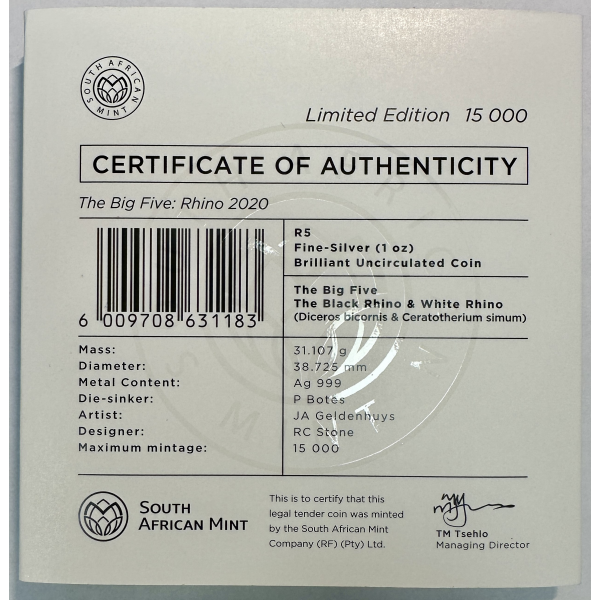 SOUTH AFRICAN MINT
Limited Edition 15 000
CERTIFICATE OF AUTHENTICITY
The Big Five: Rhino 2020
R5
Fine-Silver (1 oz)
Brilliant Uncirculated Coin
The Big Five
The Black Rhino & White Rhino
(Diceros bicornis & Ceratotherium simum)
6 009708 631183
Mass: 31.107 g
Diameter: 38.725 mm
Metal Content: Ag 999
Die-sinker: P Botes
Artist: JA Geldenhuys
Designer: RC Stone
Maximum mintage: 15 000
SOUTH
AFRICAN MINT
This is to certify that this
legal tender coin was minted
by the South African Mint
Company (RF) (Pty) Ltd.
TM Tsehlo
Managing Director